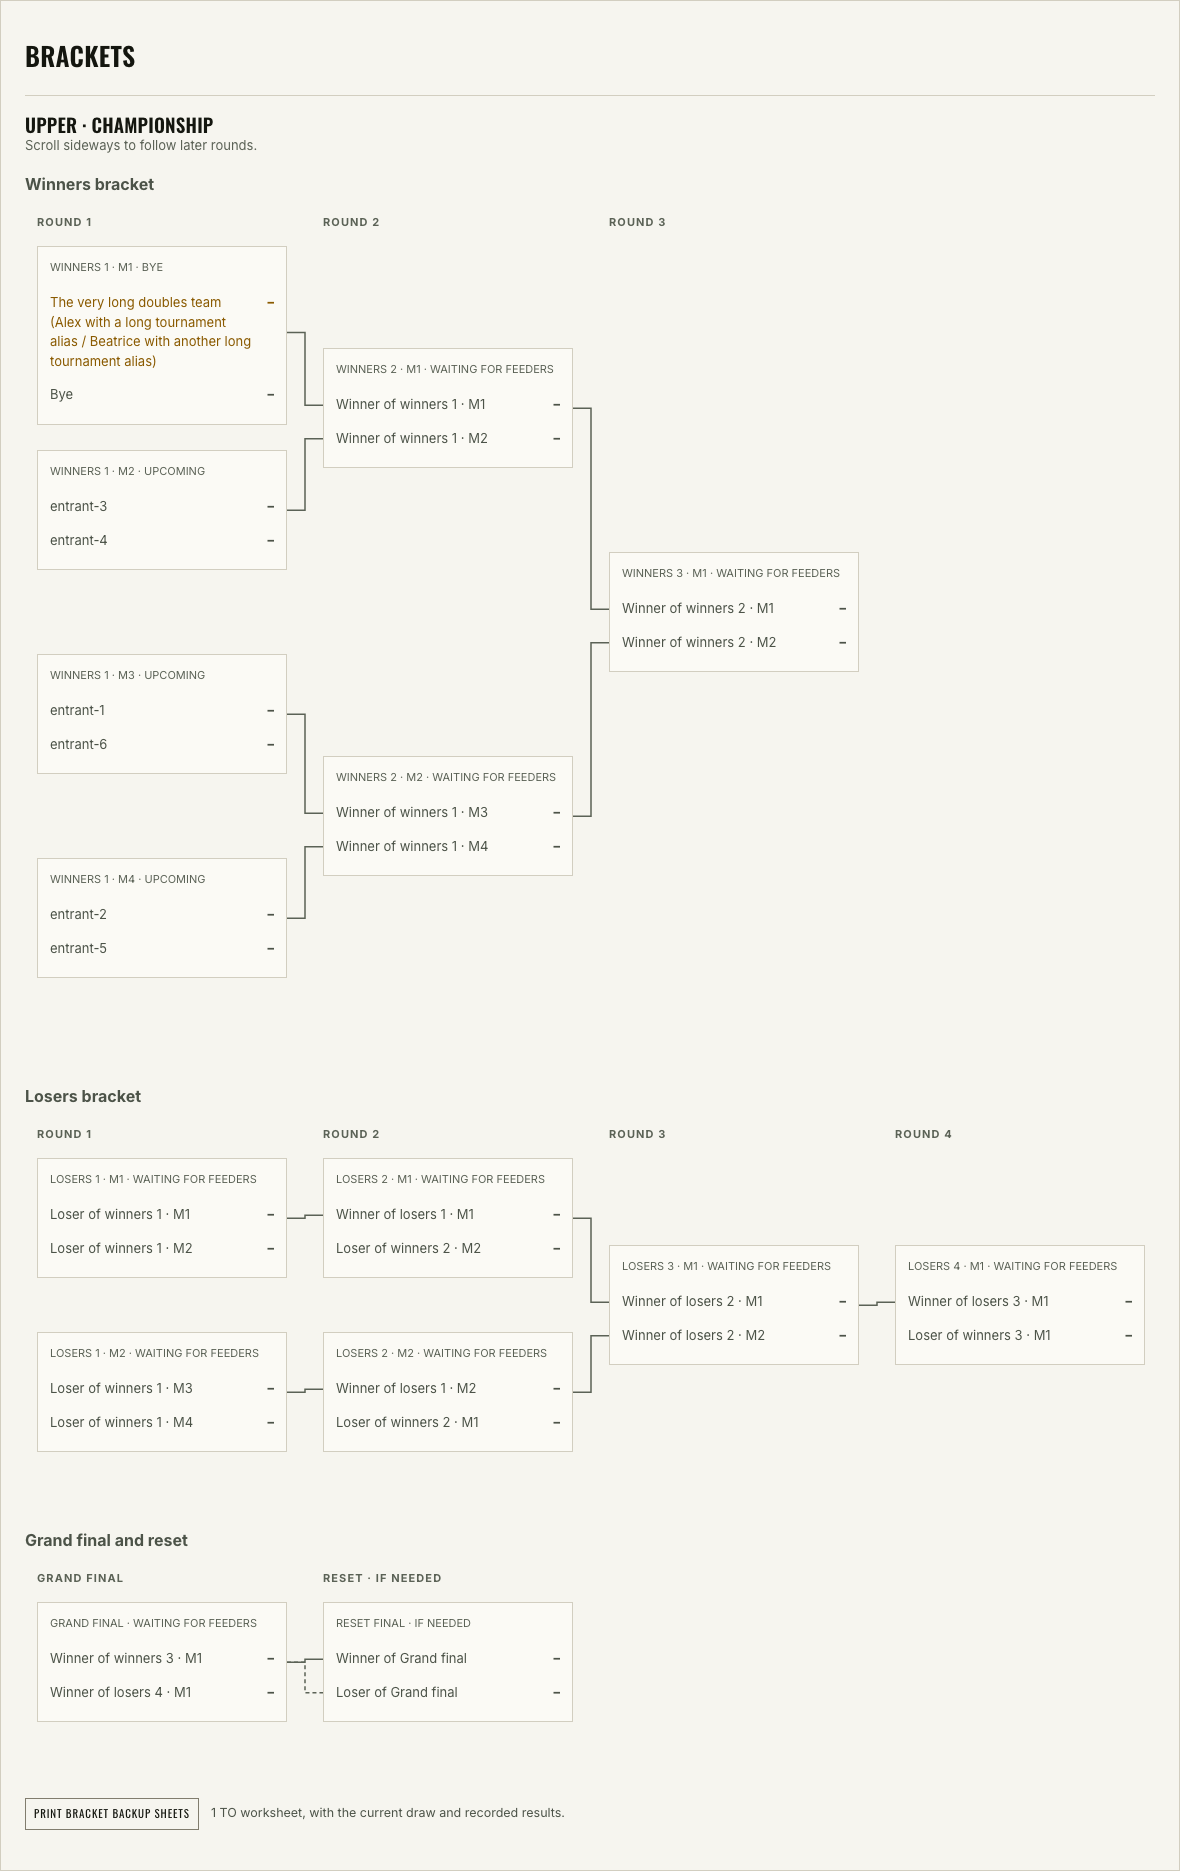 BRACKETS
UPPER · CHAMPIONSHIP
Scroll sideways to follow later rounds.
Winners bracket
ROUND 1
WINNERS 1 · M1 · BYE
The very long doubles team –
(Alex with a long tournament
alias / Beatrice with another long
tournament alias)
Bye –
WINNERS 1 · M2 · UPCOMING
entrant-3 –
entrant-4 –
WINNERS 1 · M3 · UPCOMING
entrant-1 –
entrant-6 –
WINNERS 1 · M4 · UPCOMING
entrant-2 –
entrant-5 –
ROUND 2
WINNERS 2 · M1 · WAITING FOR FEEDERS
Winner of winners 1 · M1 –
Winner of winners 1 · M2 –
WINNERS 2 · M2 · WAITING FOR FEEDERS
Winner of winners 1 · M3 –
Winner of winners 1 · M4 –
ROUND 3
WINNERS 3 · M1 · WAITING FOR FEEDERS
Winner of winners 2 · M1 –
Winner of winners 2 · M2 –
Losers bracket
ROUND 1
LOSERS 1 · M1 · WAITING FOR FEEDERS
Loser of winners 1 · M1 –
Loser of winners 1 · M2 –
LOSERS 1 · M2 · WAITING FOR FEEDERS
Loser of winners 1 · M3 –
Loser of winners 1 · M4 –
ROUND 2
LOSERS 2 · M1 · WAITING FOR FEEDERS
Winner of losers 1 · M1 –
Loser of winners 2 · M2 –
LOSERS 2 · M2 · WAITING FOR FEEDERS
Winner of losers 1 · M2 –
Loser of winners 2 · M1 –
ROUND 3
LOSERS 3 · M1 · WAITING FOR FEEDERS
Winner of losers 2 · M1 –
Winner of losers 2 · M2 –
ROUND 4
LOSERS 4 · M1 · WAITING FOR FEEDERS
Winner of losers 3 · M1 –
Loser of winners 3 · M1 –
Grand final and reset
GRAND FINAL
GRAND FINAL · WAITING FOR FEEDERS
Winner of winners 3 · M1 –
Winner of losers 4 · M1 –
RESET · IF NEEDED
RESET FINAL · IF NEEDED
Winner of Grand final –
Loser of Grand final –
PRINT BRACKET BACKUP SHEETS
1 TO worksheet, with the current draw and recorded results.